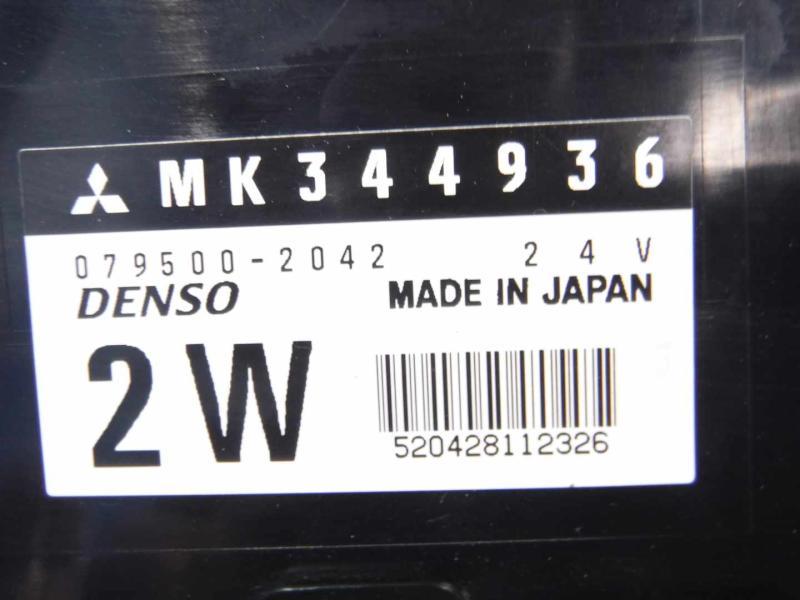 MK344936
079500-2042 24V
DENSO MADE IN JAPAN
2W
520428112326